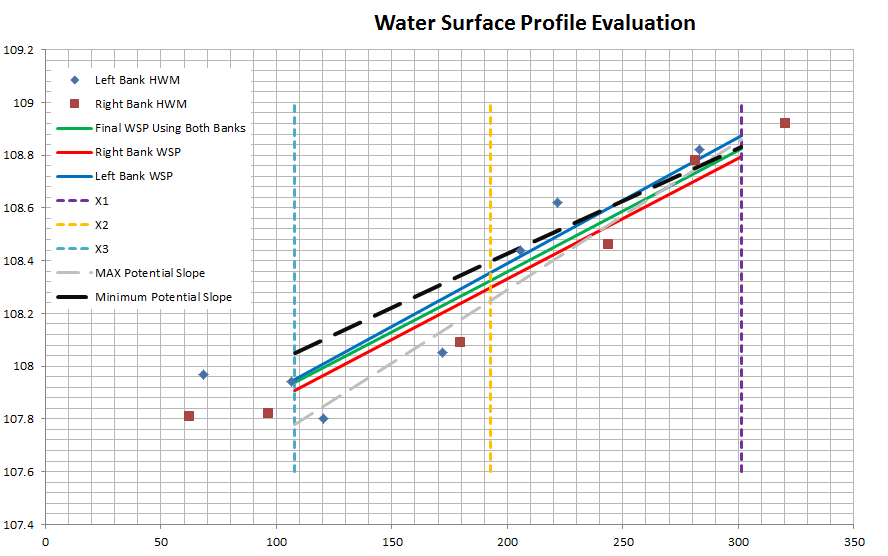 Water Surface Profile Evaluation
109.2
109
108.8
108.6
108.4
108.2
108
107.8
107.6
107.4
Left Bank HWM
Right Bank HWM
Final WSP Using Both Banks
Right Bank WSP
Left Bank WSP
X1
X2
X3
MAX Potential Slope
Minimum Potential Slope
0 50 100 150 200 250 300 350